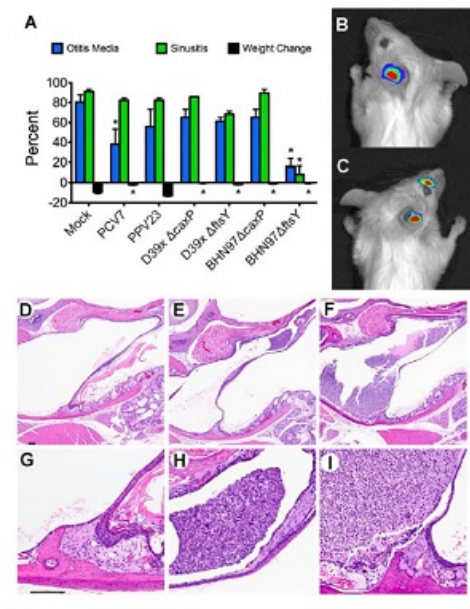 A
Otitis Media
Sinusitis
Weight Change
Percent
100
80
60
40
20
0
-20
*
*
*
*
*
*
*
*
*
Mock
PCV7
PPV23
D39x ΔcaxP
D39x ΔftsY
BHN97ΔcaxP
BHN97ΔftsY
B
C
D
E
F
G
H
I